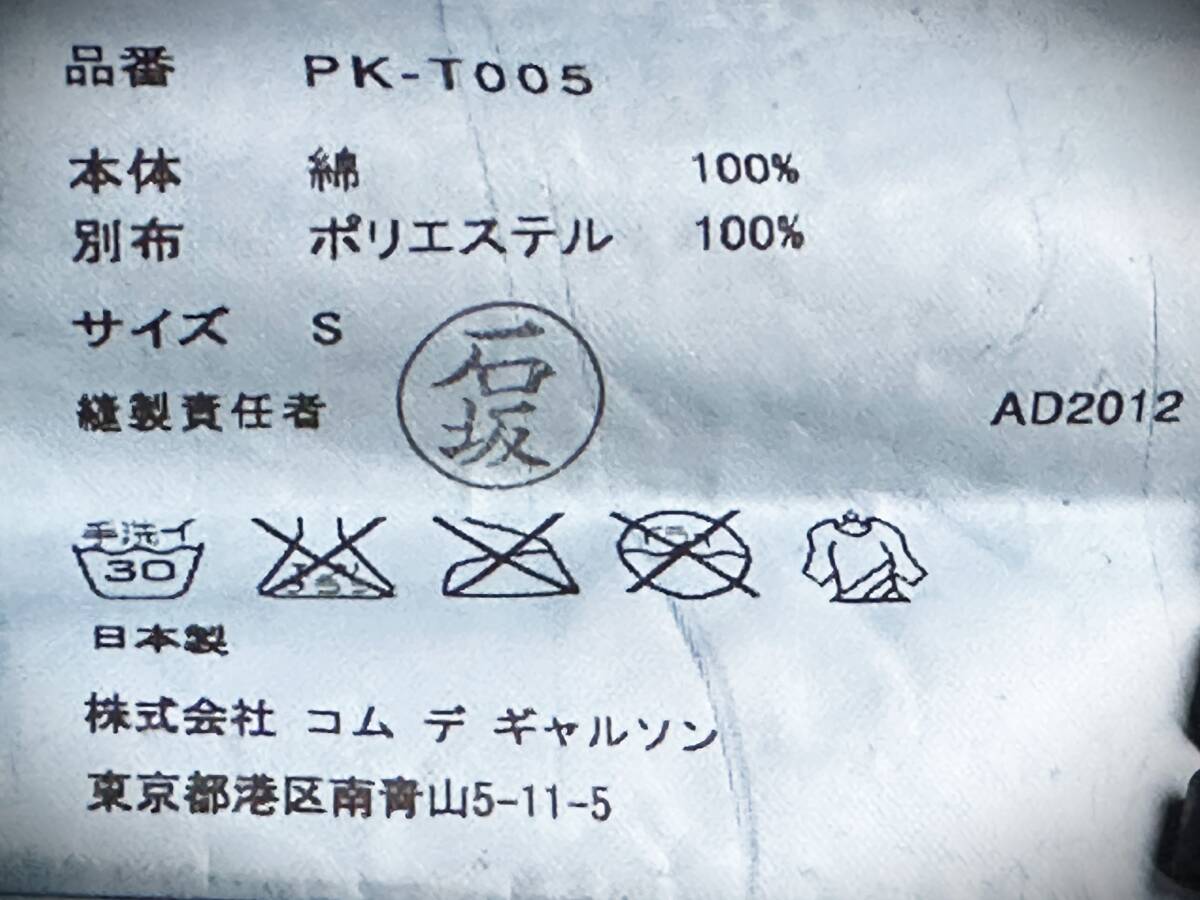 品番 PK-T005
本体 綿 100%
別布 ポリエステル 100%
サイズ S
縫製責任者 石坂 AD2012
手洗イ
30
日本製
株式会社 コム デ ギャルソン
東京都港区南青山5-11-5